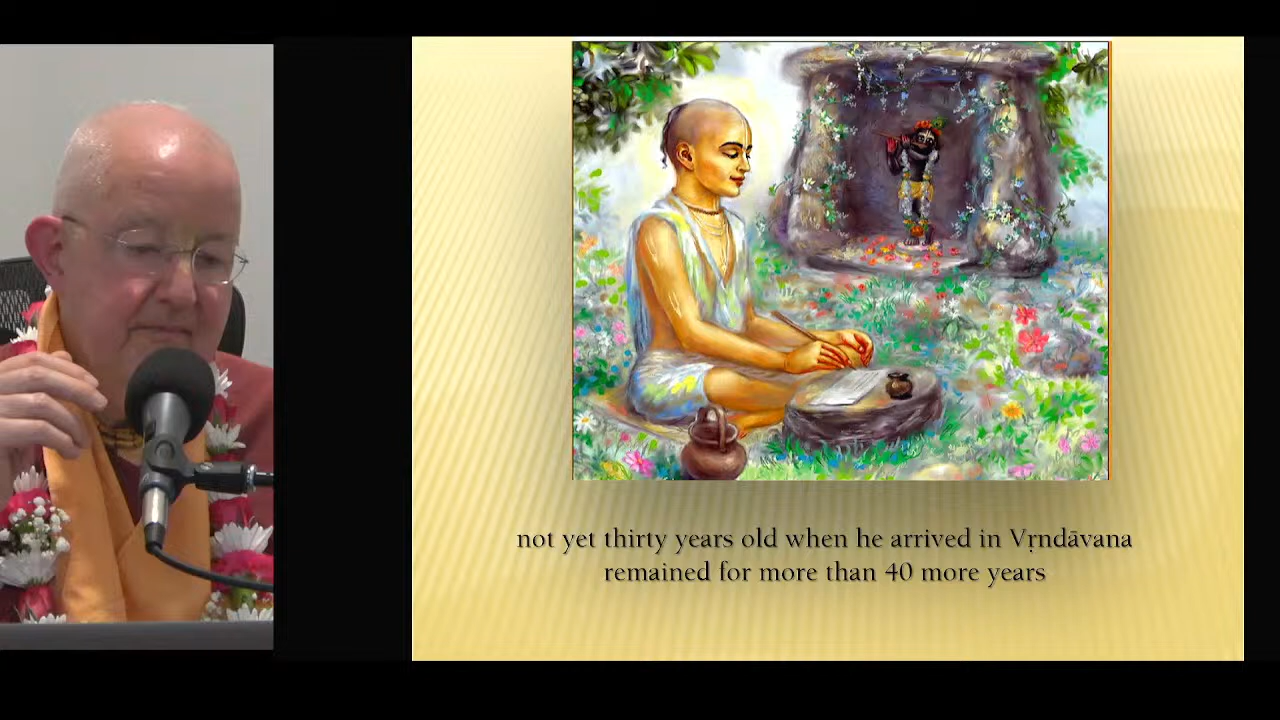 not yet thirty years old when he arrived in Vṛndāvana
remained for more than 40 more years